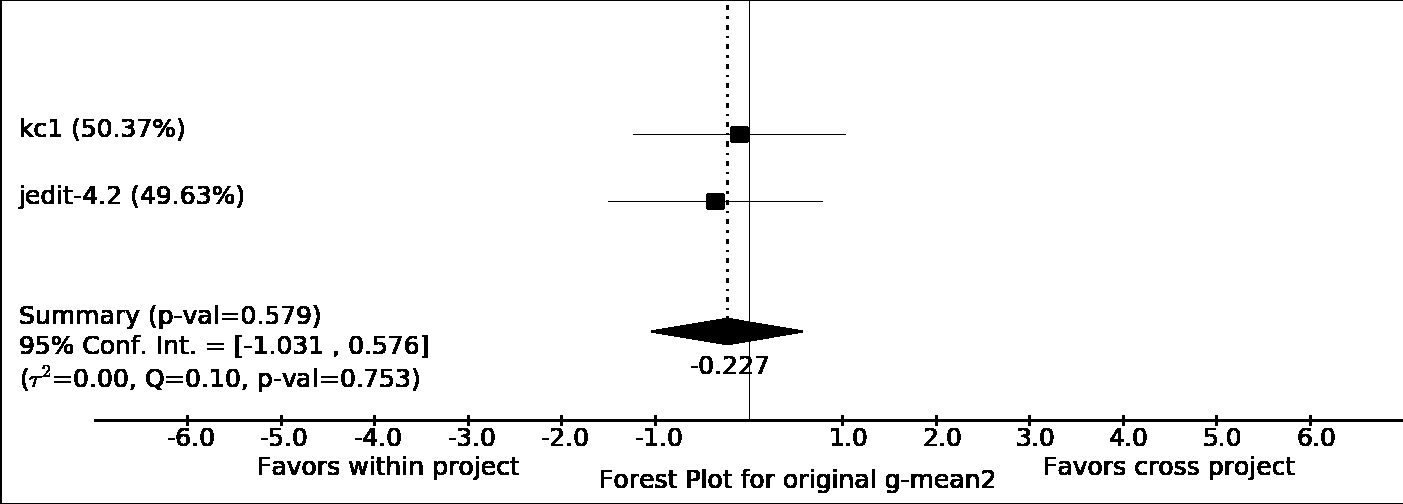 kc1 (50.37%)
jedit-4.2 (49.63%)
Summary (p-val=0.579)
95% Conf. Int. = [-1.031 , 0.576]
(τ²=0.00, Q=0.10, p-val=0.753)
-0.227
-6.0 -5.0 -4.0 -3.0 -2.0 -1.0 1.0 2.0 3.0 4.0 5.0 6.0
Favors within project
Favors cross project
Forest Plot for original g-mean2